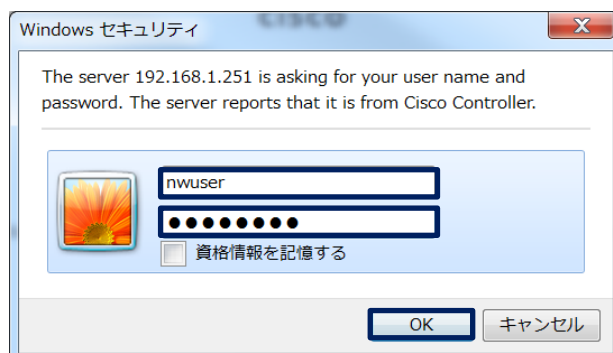 CISCO
Windows セキュリティ
The server 192.168.1.251 is asking for your user name and
password. The server reports that it is from Cisco Controller.
nwuser
●●●●●●●●
資格情報を記憶する
OK
キャンセル